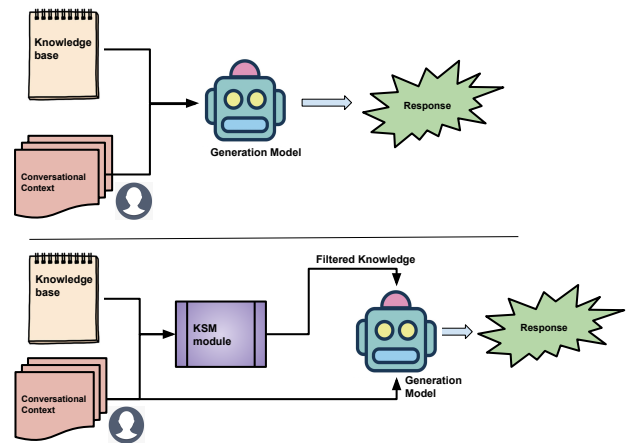 Knowledge
base
Response
Generation Model
Conversational
Context
Filtered Knowledge
Knowledge
base
KSM
module
Response
Generation
Model
Conversational
Context